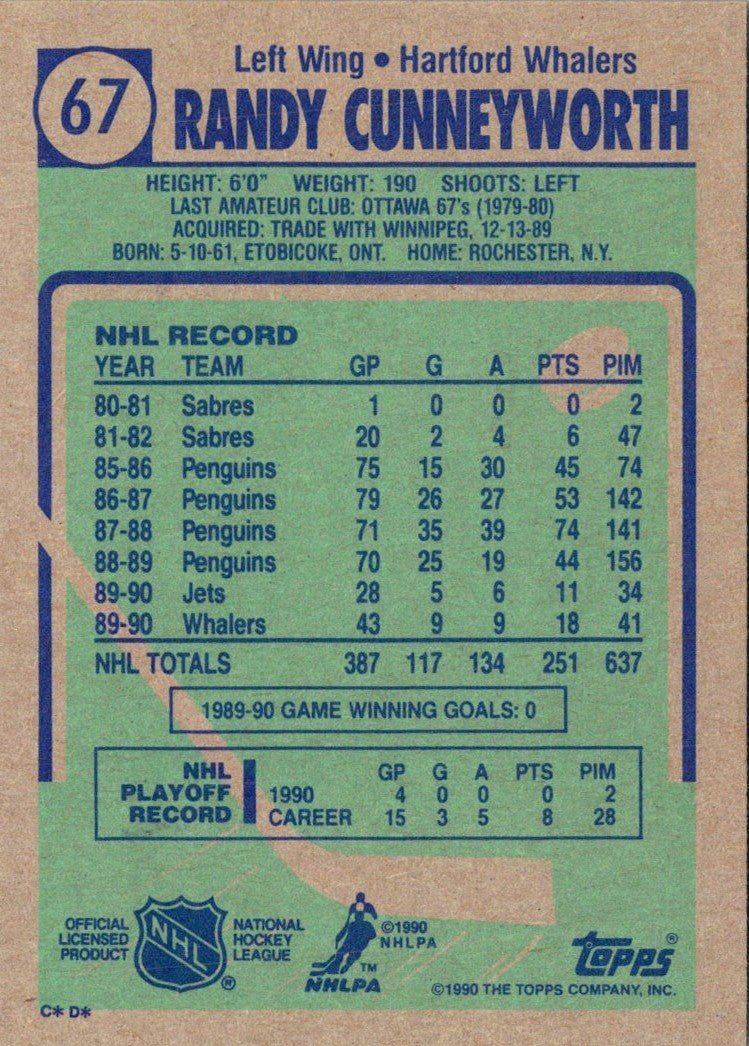 67
Left Wing • Hartford Whalers
RANDY CUNNEYWORTH
HEIGHT: 6'0" WEIGHT: 190 SHOOTS: LEFT
LAST AMATEUR CLUB: OTTAWA 67's (1979-80)
ACQUIRED: TRADE WITH WINNIPEG, 12-13-89
BORN: 5-10-61, ETOBICOKE, ONT. HOME: ROCHESTER, N.Y.
NHL RECORD
YEAR TEAM GP G A PTS PIM
80-81 Sabres 1 0 0 0 2
81-82 Sabres 20 2 4 6 47
85-86 Penguins 75 15 30 45 74
86-87 Penguins 79 26 27 53 142
87-88 Penguins 71 35 39 74 141
88-89 Penguins 70 25 19 44 156
89-90 Jets 28 5 6 11 34
89-90 Whalers 43 9 9 18 41
NHL TOTALS 387 117 134 251 637
1989-90 GAME WINNING GOALS: 0
NHL
PLAYOFF
RECORD
GP G A PTS PIM
1990 4 0 0 0 2
CAREER 15 3 5 8 28
OFFICIAL
LICENSED
PRODUCT
NHL
®
NATIONAL
HOCKEY
LEAGUE
TM
NHLPA
©1990
NHLPA
topps®
©1990 THE TOPPS COMPANY, INC.
C* D*